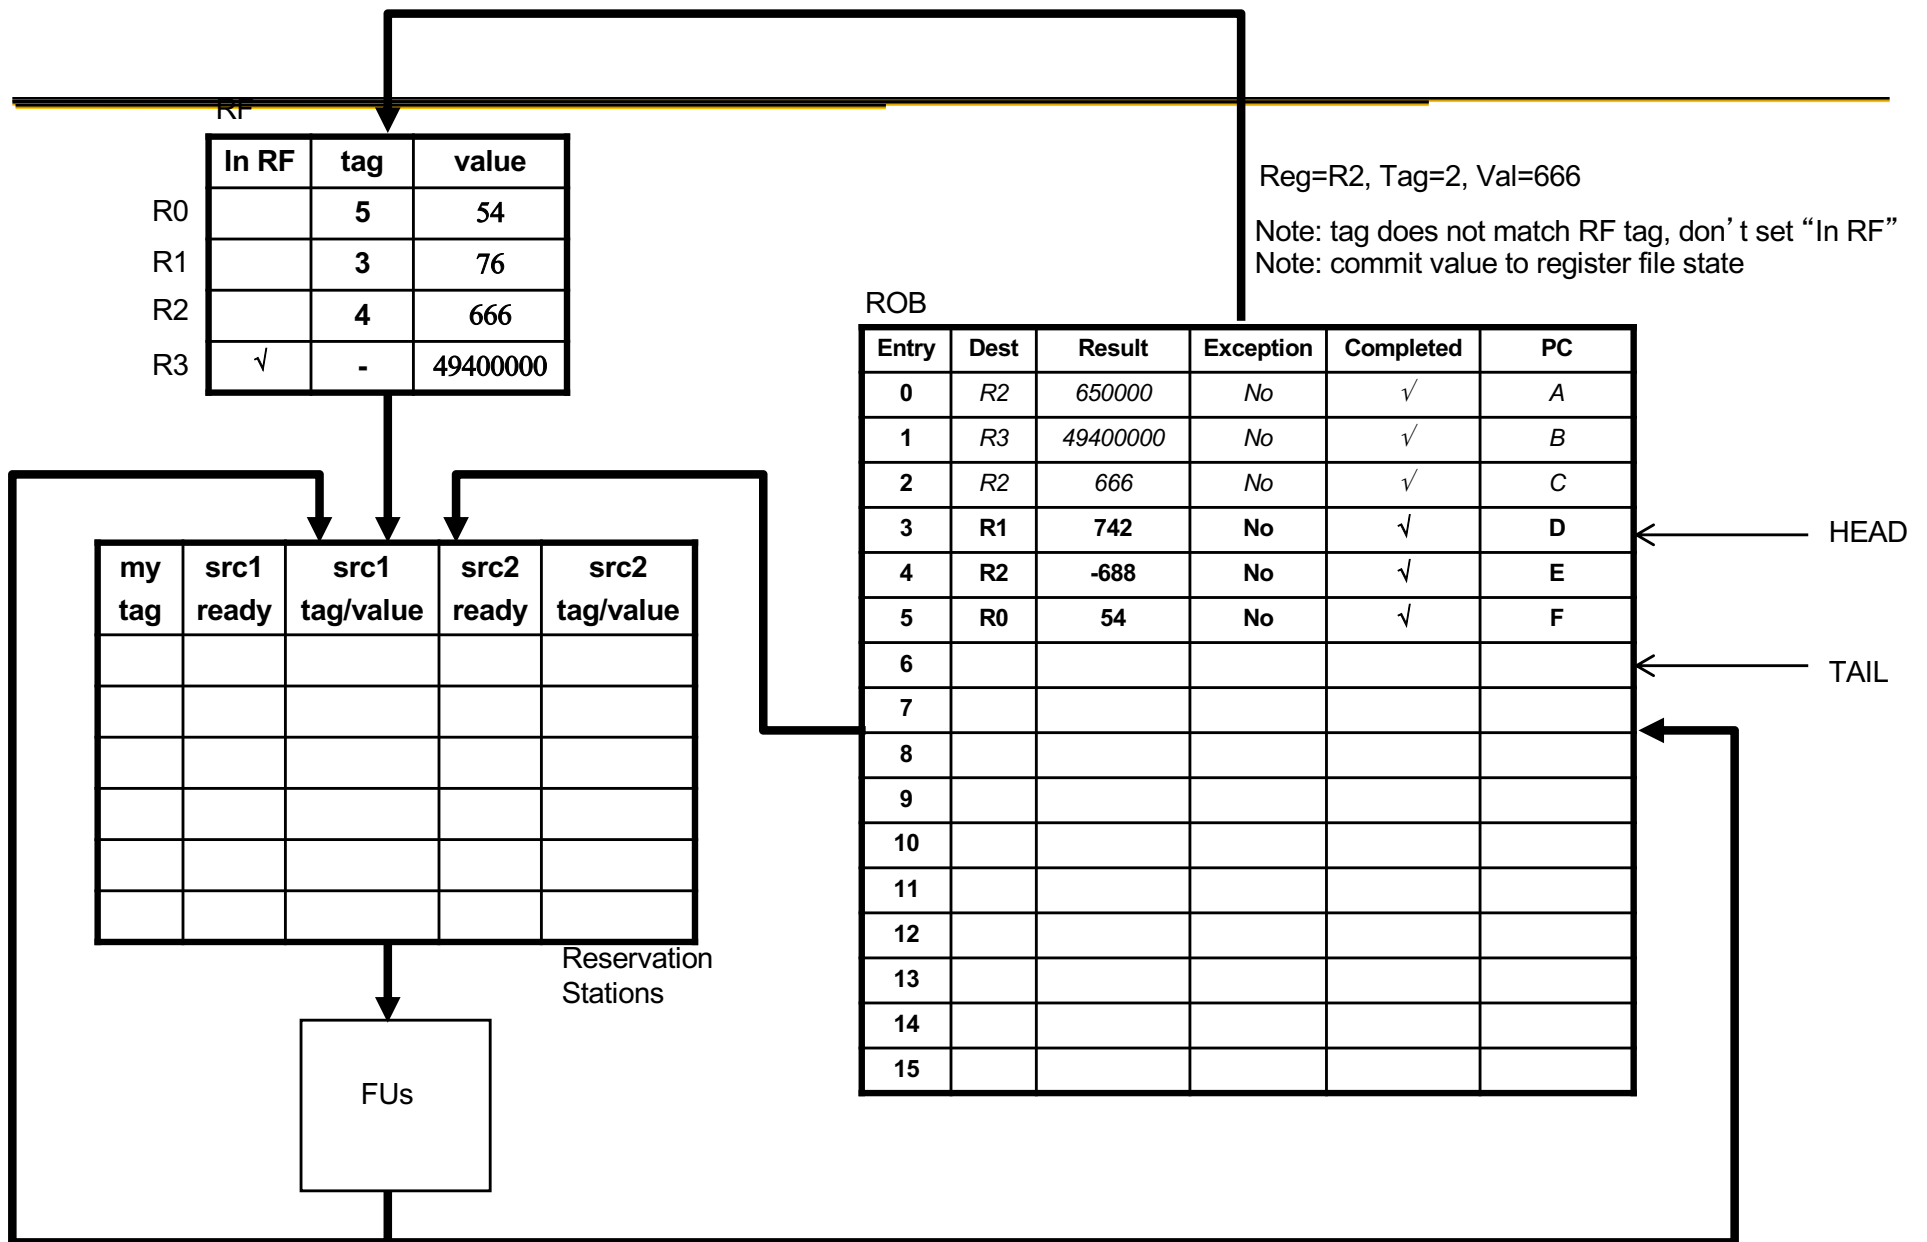 RF
In RF tag value
R0 5 54
R1 3 76
R2 4 666
R3 √ - 49400000
Reg=R2, Tag=2, Val=666
Note: tag does not match RF tag, don’ t set “In RF”
Note: commit value to register file state
ROB
Entry Dest Result Exception Completed PC
0 R2 650000 No √ A
1 R3 49400000 No √ B
2 R2 666 No √ C
3 R1 742 No √ D
HEAD
4 R2 -688 No √ E
5 R0 54 No √ F
6
TAIL
7
8
9
10
11
12
13
14
15
my src1 src1 src2 src2
tag ready tag/value ready tag/value
Reservation
Stations
FUs